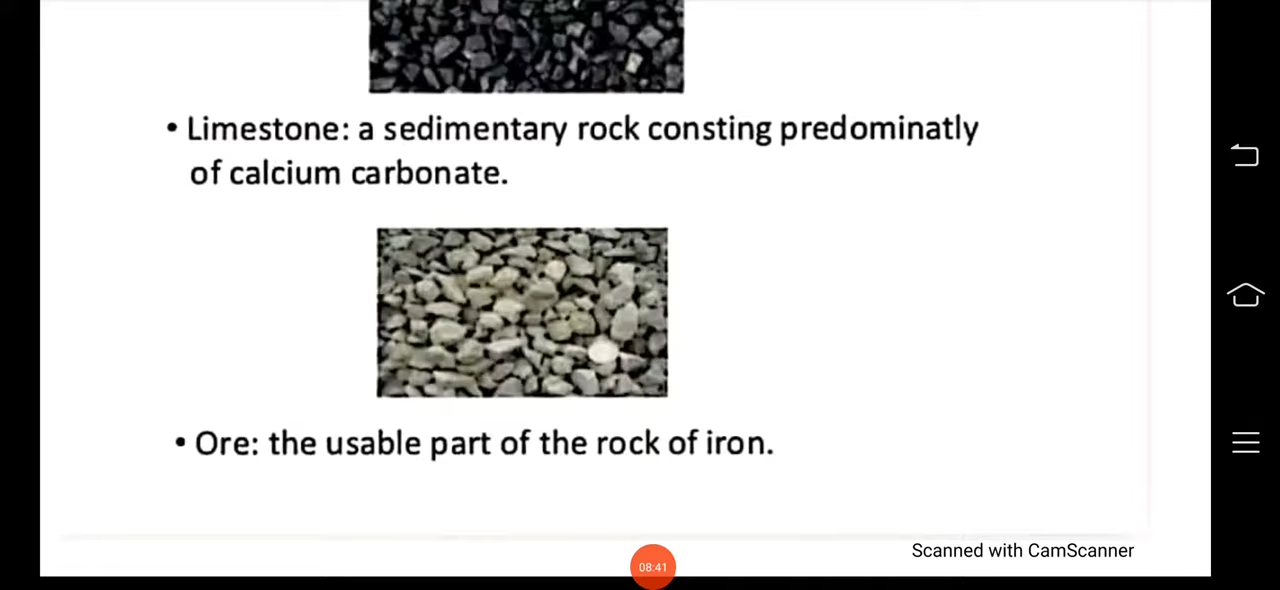 • Limestone: a sedimentary rock consting predominatly
of calcium carbonate.
• Ore: the usable part of the rock of iron.
Scanned with CamScanner
08:41